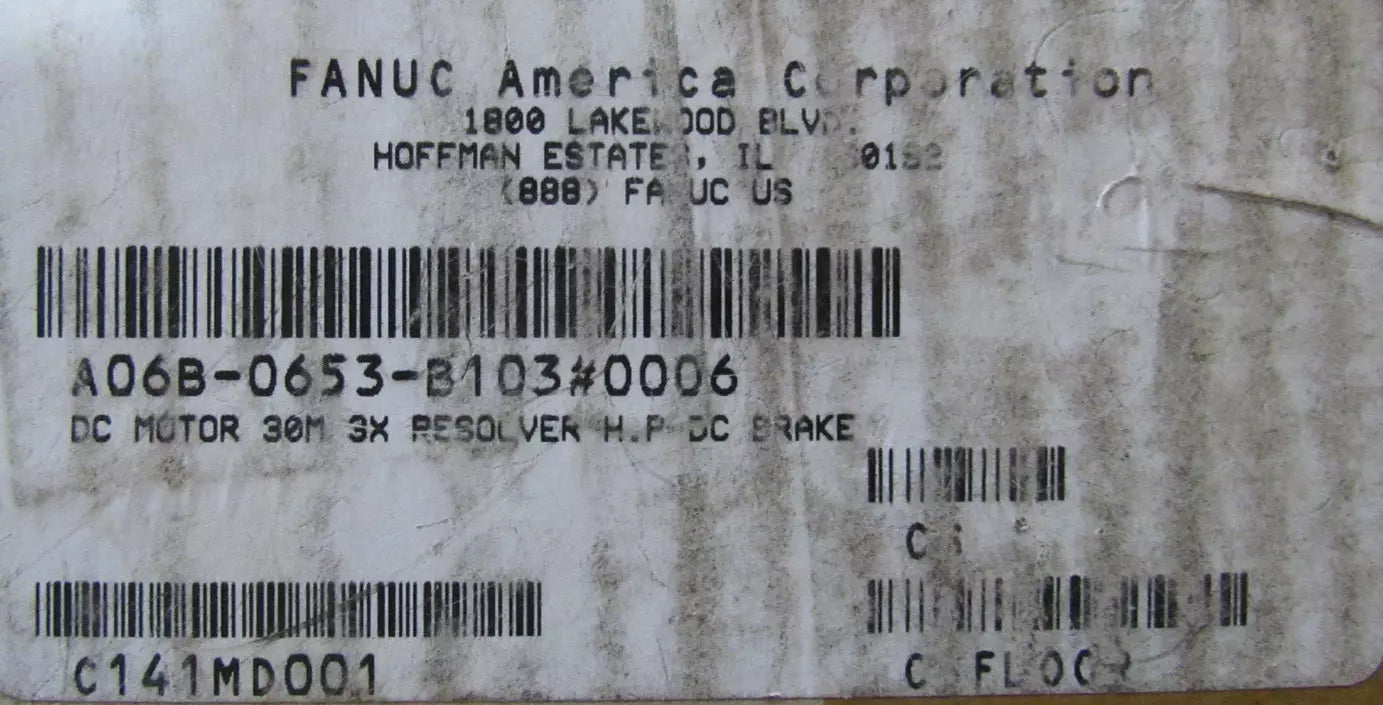 FANUC America Corporation
1800 LAKEWOOD BLVD.
HOFFMAN ESTATES, IL
(888) FANUC US
A06B-0653-B103#0006
DC MOTOR 30M 3X RESOLVER H.P DC BRAKE
C141MD001